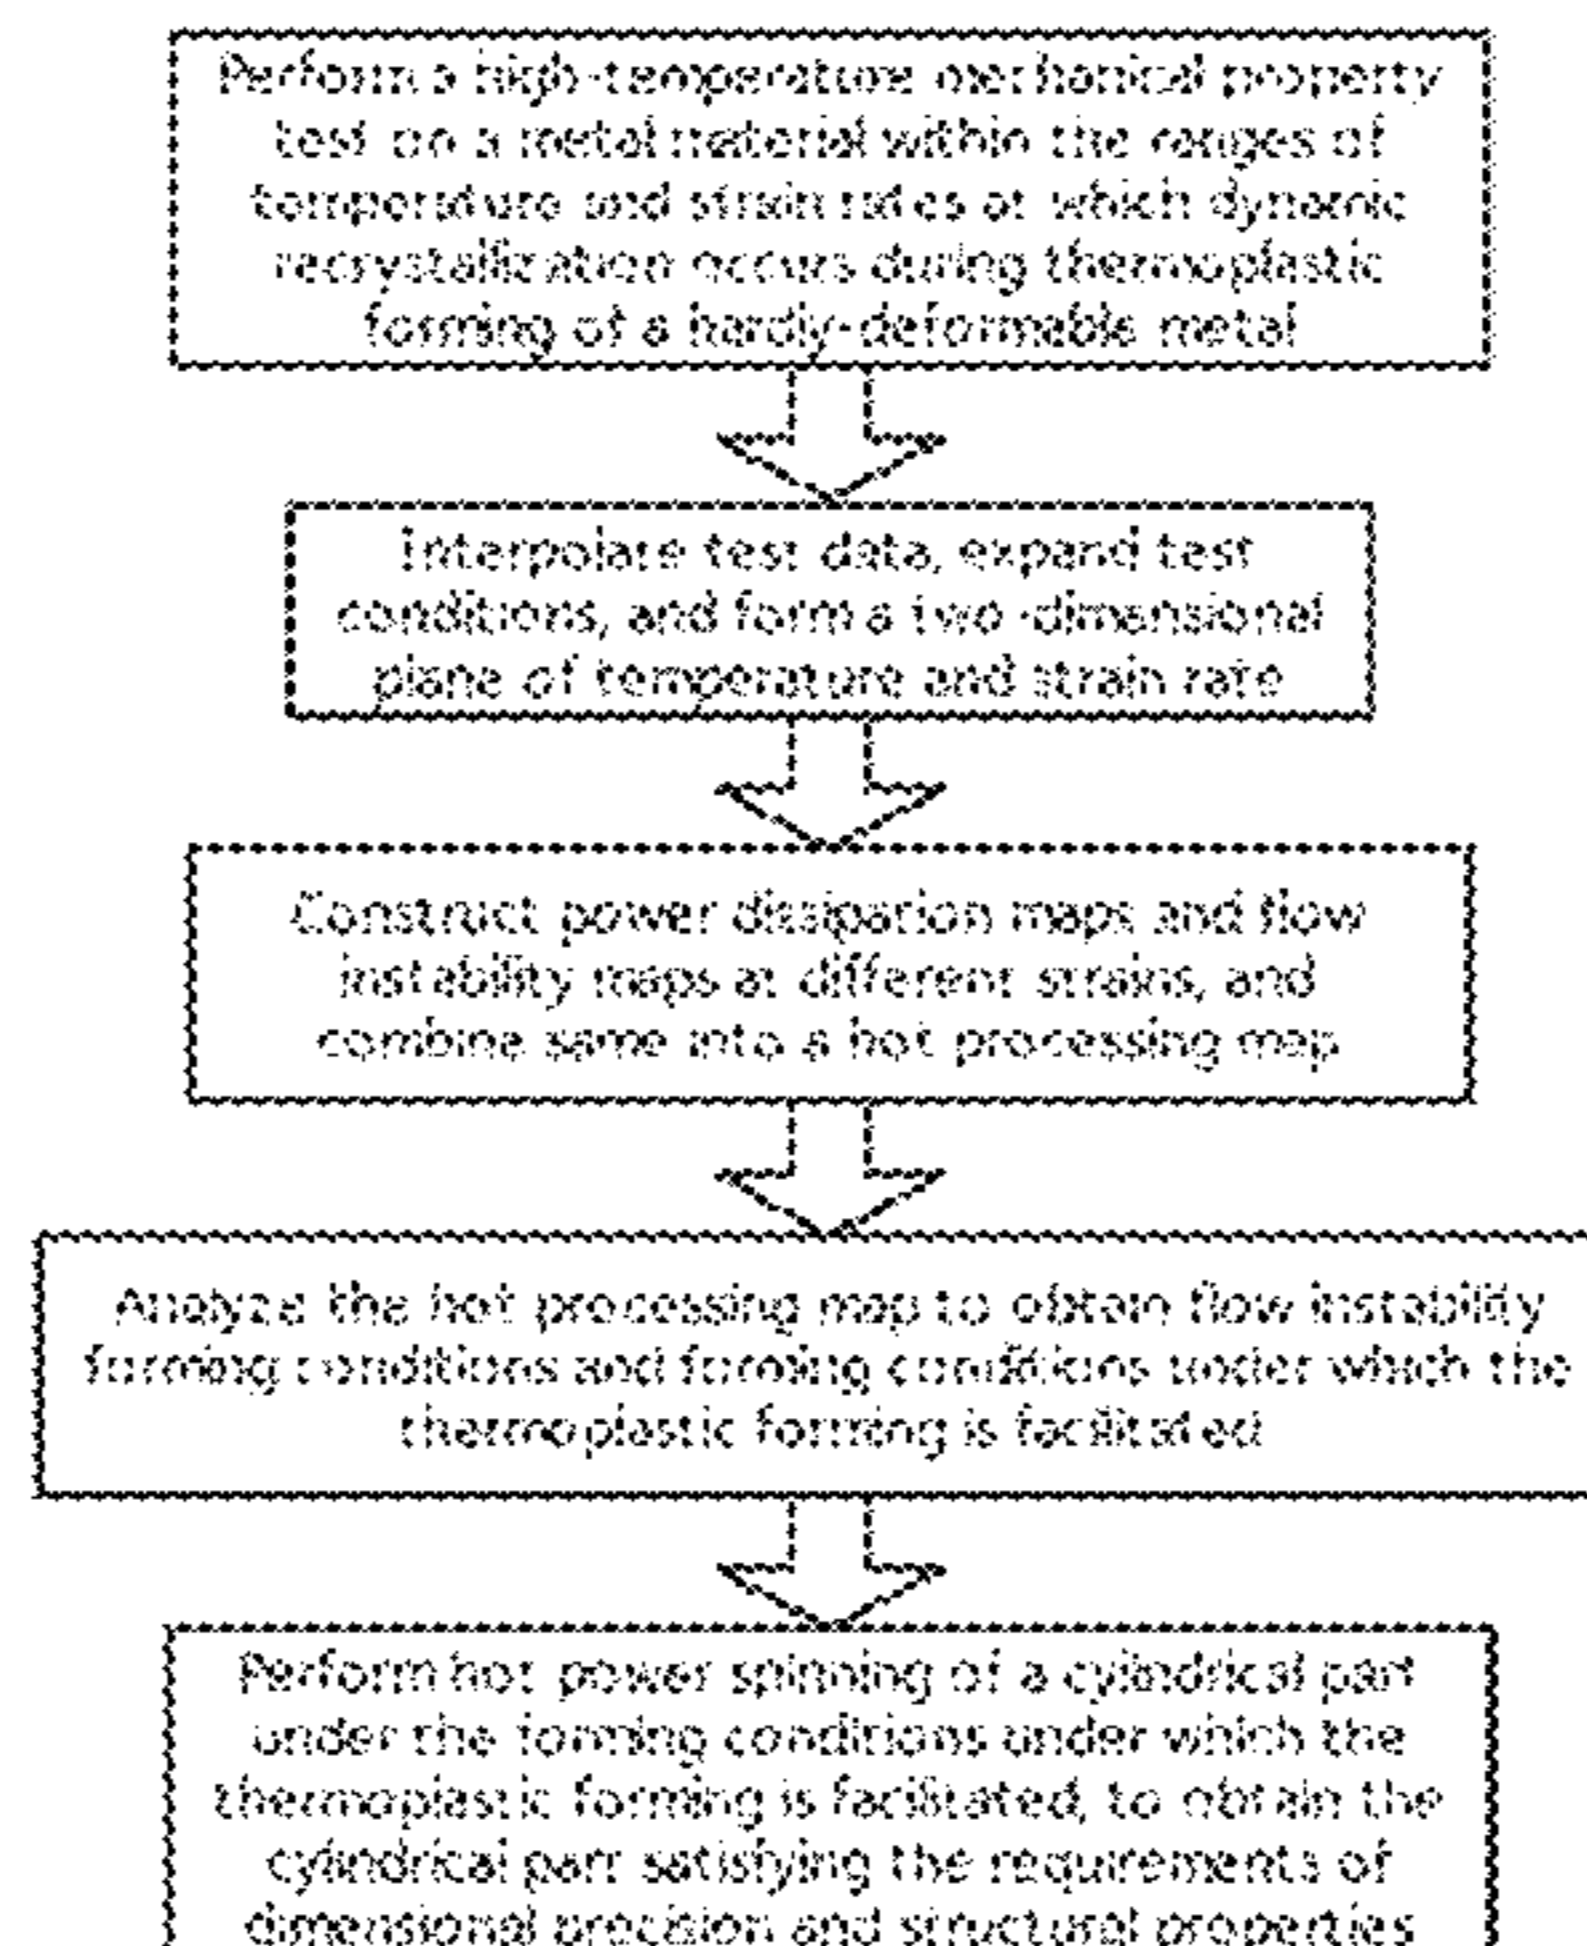 Perform a high-temperature mechanical property
test on a metal material within the ranges of
temperature and strain rates at which dynamic
recrystallization occurs during thermoplastic
forming of a hardly-deformable metal
Interpolate test data, expand test
conditions, and form a two-dimensional
plane of temperature and strain rate
Construct power dissipation maps and flow
instability maps at different strains, and
combine same into a hot processing map
Analyze the hot processing map to obtain flow instability
forming conditions and forming conditions under which the
thermoplastic forming is facilitated
Perform hot power spinning of a cylindrical part
under the forming conditions under which the
thermoplastic forming is facilitated, to obtain the
cylindrical part satisfying the requirements of
dimensional precision and structural properties